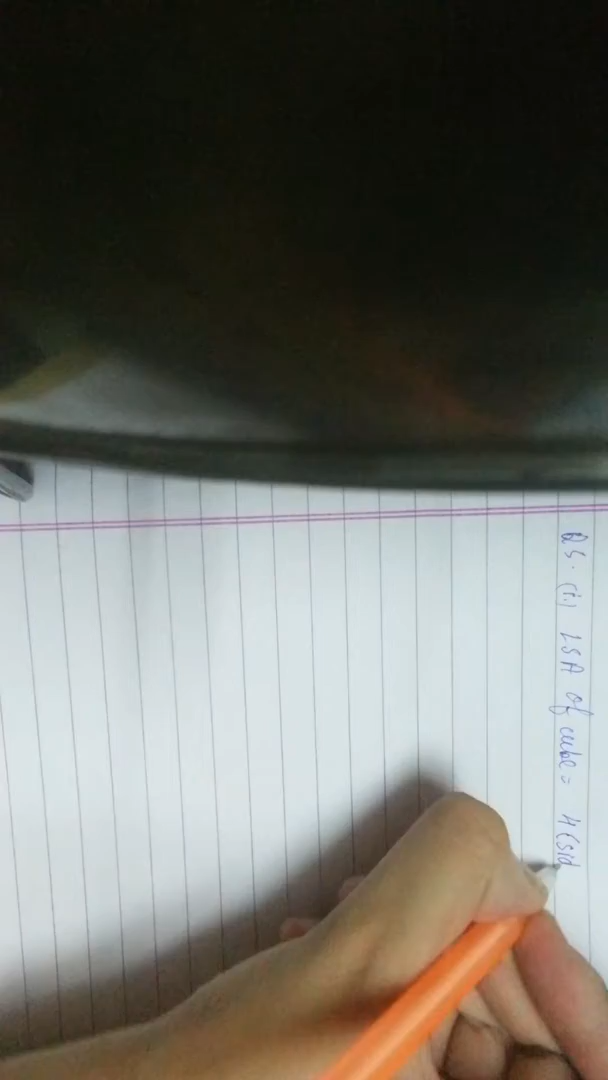 Q5. (i.) LSA of cube = 4(sid